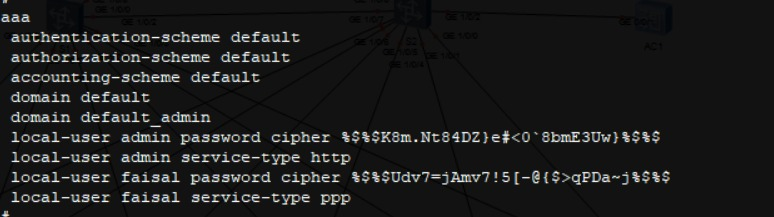 #
aaa
authentication-scheme default
authorization-scheme default
accounting-scheme default
domain default
domain default_admin
local-user admin password cipher %$%$K8m.Nt84DZ}e#<0`8bmE3Uw}%$%$
local-user admin service-type http
local-user faisal password cipher %$%$Udv7=jAmv7!5[-@{$>qPDa~j%$%$
local-user faisal service-type ppp
#
AC1